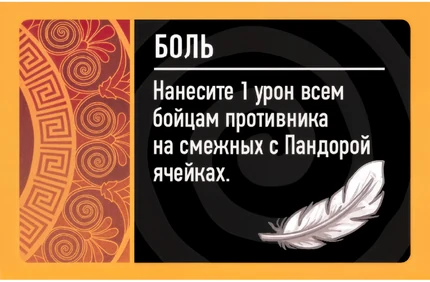 БОЛЬ
Нанесите 1 урон всем
бойцам противника
на смежных с Пандорой
ячейках.